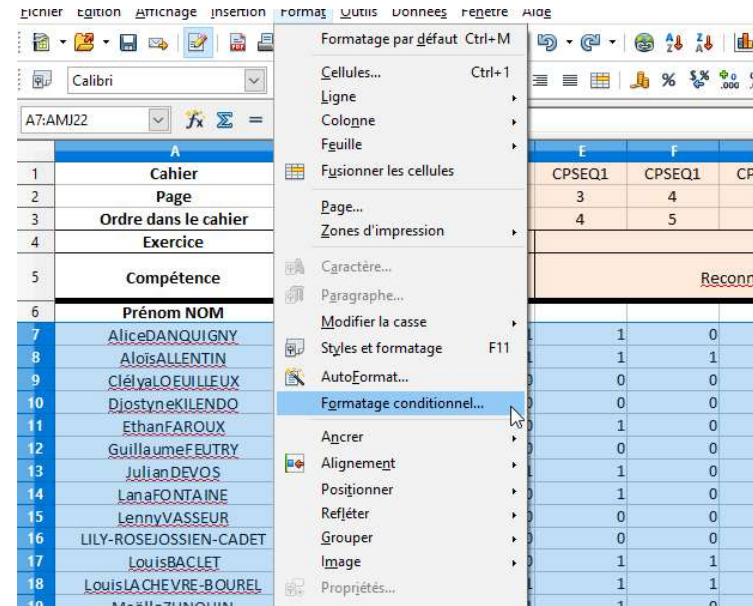 Fichier Edition Affichage Insertion Format Outils Données Fenêtre Aide
Formatage par défaut Ctrl+M
Calibri
Cellules... Ctrl+1
Ligne
A7:AMJ22
Colonne
Feuille
A E F
1 Cahier Fusionner les cellules CPSEQ1 CPSEQ1 CP
2 Page 3 4
Page...
3 Ordre dans le cahier 4 5
Zones d'impression
4 Exercice
Caractère...
5 Compétence Reconn
Paragraphe...
6 Prénom NOM
Modifier la casse
7 AliceDANQUIGNY 1 0
Styles et formatage F11
8 AloïsALLENTIN 1 1
AutoFormat...
9 ClélyaLOEUILLEUX 0 0
10 DjostyneKILENDO 0 0
Formatage conditionnel...
11 EthanFAROUX 1 0
Ancrer
12 GuillaumeFEUTRY 0 0
Alignement
13 JulianDEVOS 1 0
Positionner
14 LanaFONTAINE 1 0
Refléter
15 LennyVASSEUR 0 0
Grouper
16 LILY-ROSEJOSSIEN-CADET 0 0
Image
17 LouisBACLET 1 1
Propriétés...
18 LouisLACHEVRE-BOUREL 1 1